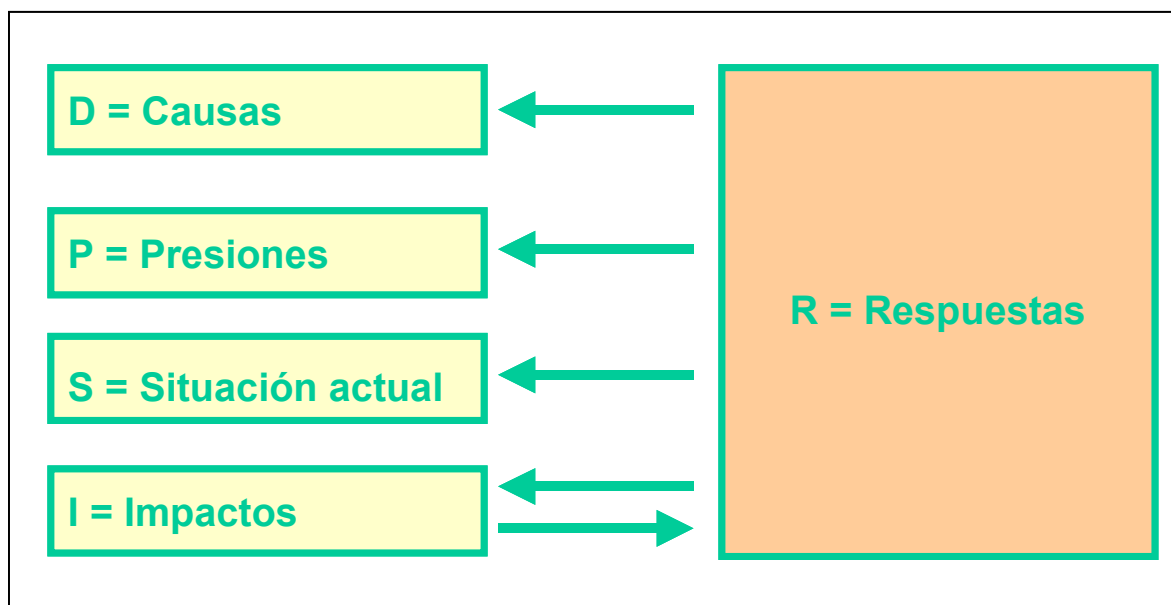 D = Causas
P = Presiones
S = Situación actual
I = Impactos
R = Respuestas